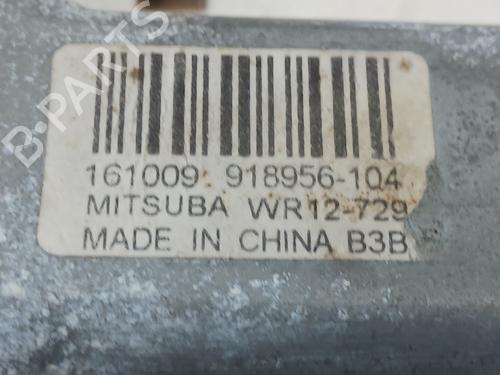 B-PARTS
161009 918956-104
MITSUBA WR12-729
MADE IN CHINA B3B